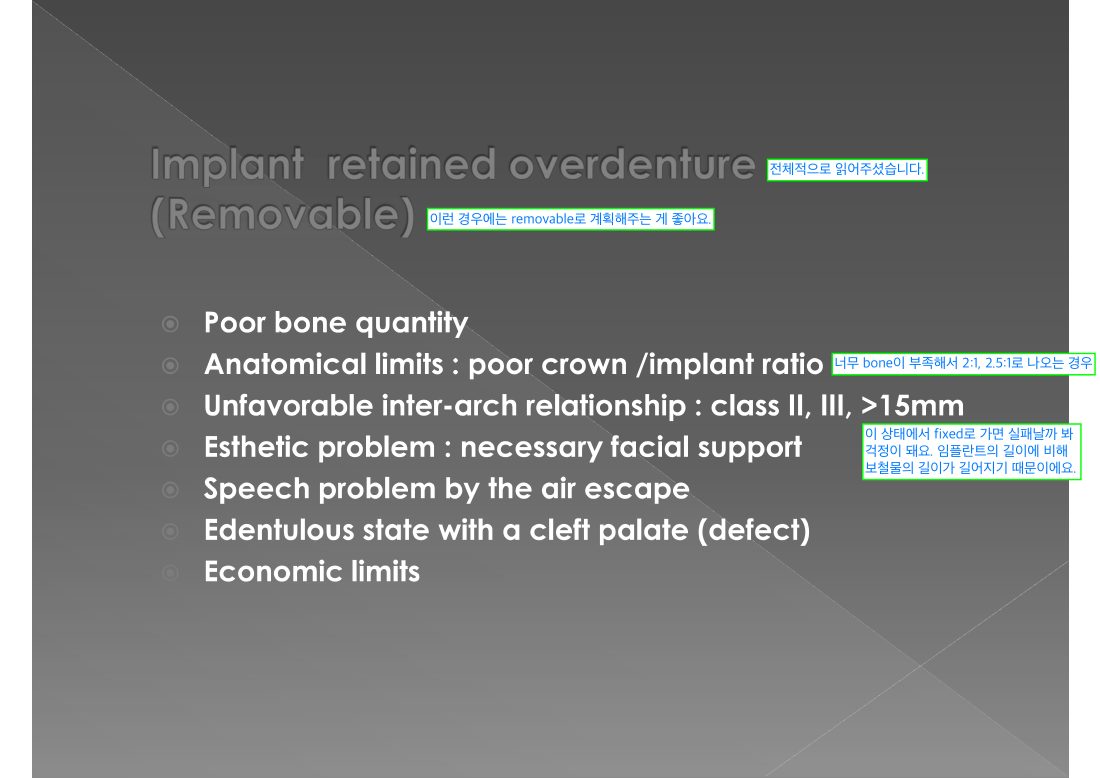 Implant retained overdenture 전체적으로 읽어주셨습니다.
(Removable) 이런 경우에는 removable로 계획해주는 게 좋아요.
Poor bone quantity
Anatomical limits : poor crown /implant ratio 너무 bone이 부족해서 2:1, 2.5:1로 나오는 경우
Unfavorable inter-arch relationship : class II, III, >15mm
이 상태에서 fixed로 가면 실패날까 봐
걱정이 돼요. 임플란트의 길이에 비해
보철물의 길이가 길어지기 때문이에요.
Esthetic problem : necessary facial support
Speech problem by the air escape
Edentulous state with a cleft palate (defect)
Economic limits